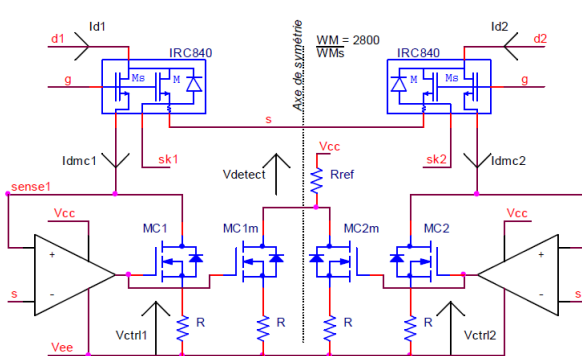 d1 Id1 WM = 2800 Id2 d2
IRC840 WMs IRC840
Axe de symétrie
g Ms M M Ms g
s
sk1 sk2
Idmc1 Vdetect Vcc Idmc2
sense1 Rref
Vcc MC1 MC1m MC2m MC2 Vcc
+ +
s - - s
R R R R
Vctrl1 Vctrl2
Vee